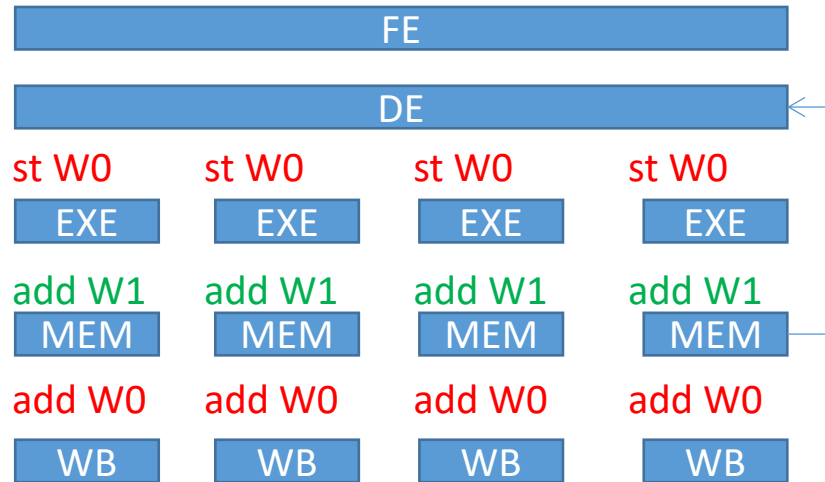 FE
DE
st W0 st W0 st W0 st W0
EXE EXE EXE EXE
add W1 add W1 add W1 add W1
MEM MEM MEM MEM
add W0 add W0 add W0 add W0
WB WB WB WB